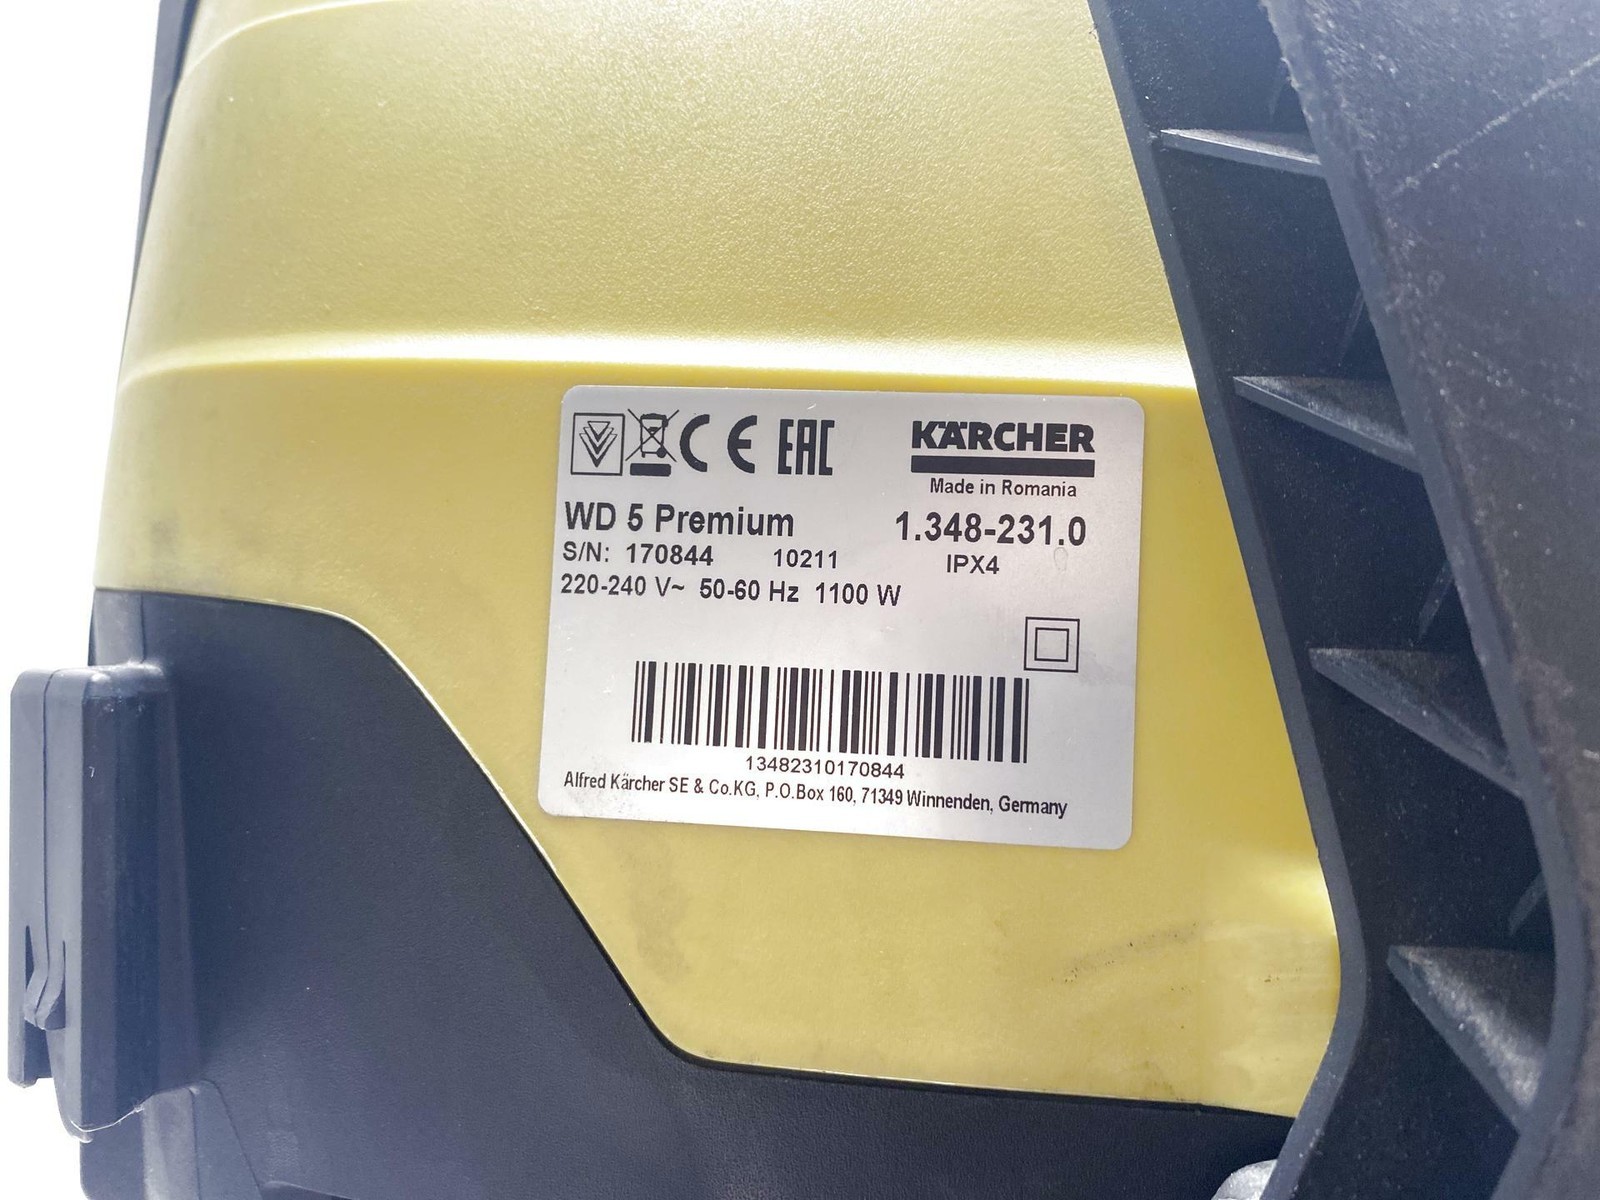 CE EAC
KÄRCHER
Made in Romania
WD 5 Premium 1.348-231.0
S/N: 170844 10211 IPX4
220-240 V~ 50-60 Hz 1100 W
13482310170844
Alfred Kärcher SE & Co.KG, P.O.Box 160, 71349 Winnenden, Germany